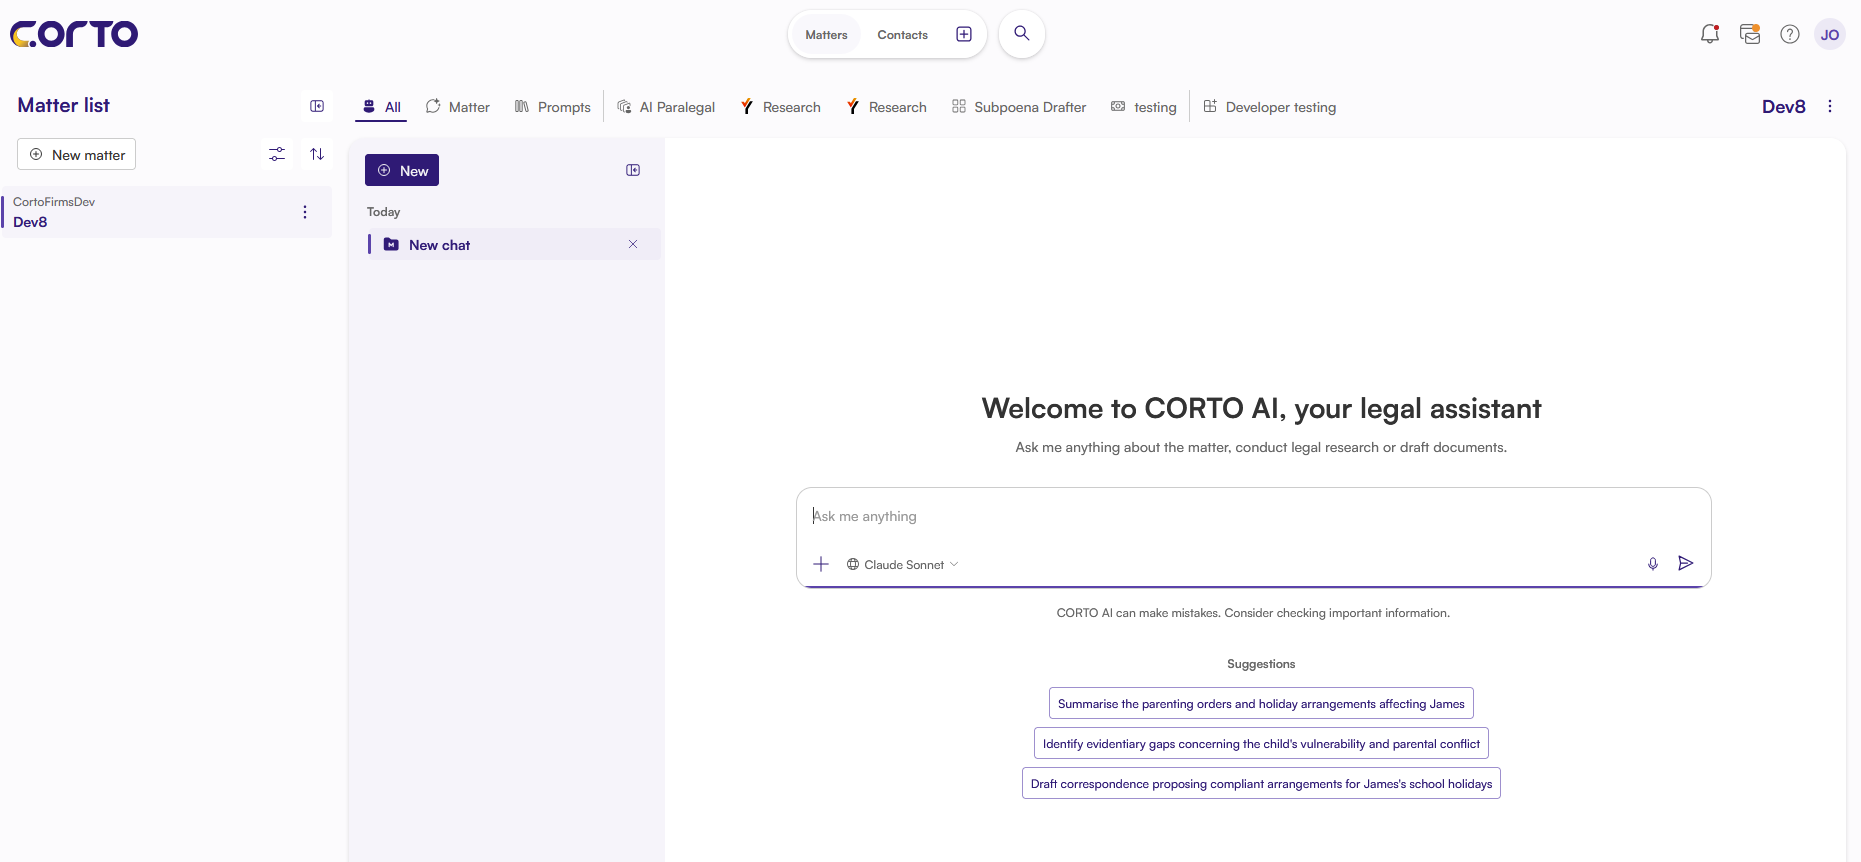 CORTO
Matters
Contacts
JO
Matter list
New matter
CortoFirmsDev
Dev8
All
Matter
Prompts
AI Paralegal
Research
Research
Subpoena Drafter
testing
Developer testing
Dev8
New
Today
New chat
Welcome to CORTO AI, your legal assistant
Ask me anything about the matter, conduct legal research or draft documents.
Ask me anything
Claude Sonnet
CORTO AI can make mistakes. Consider checking important information.
Suggestions
Summarise the parenting orders and holiday arrangements affecting James
Identify evidentiary gaps concerning the child's vulnerability and parental conflict
Draft correspondence proposing compliant arrangements for James's school holidays